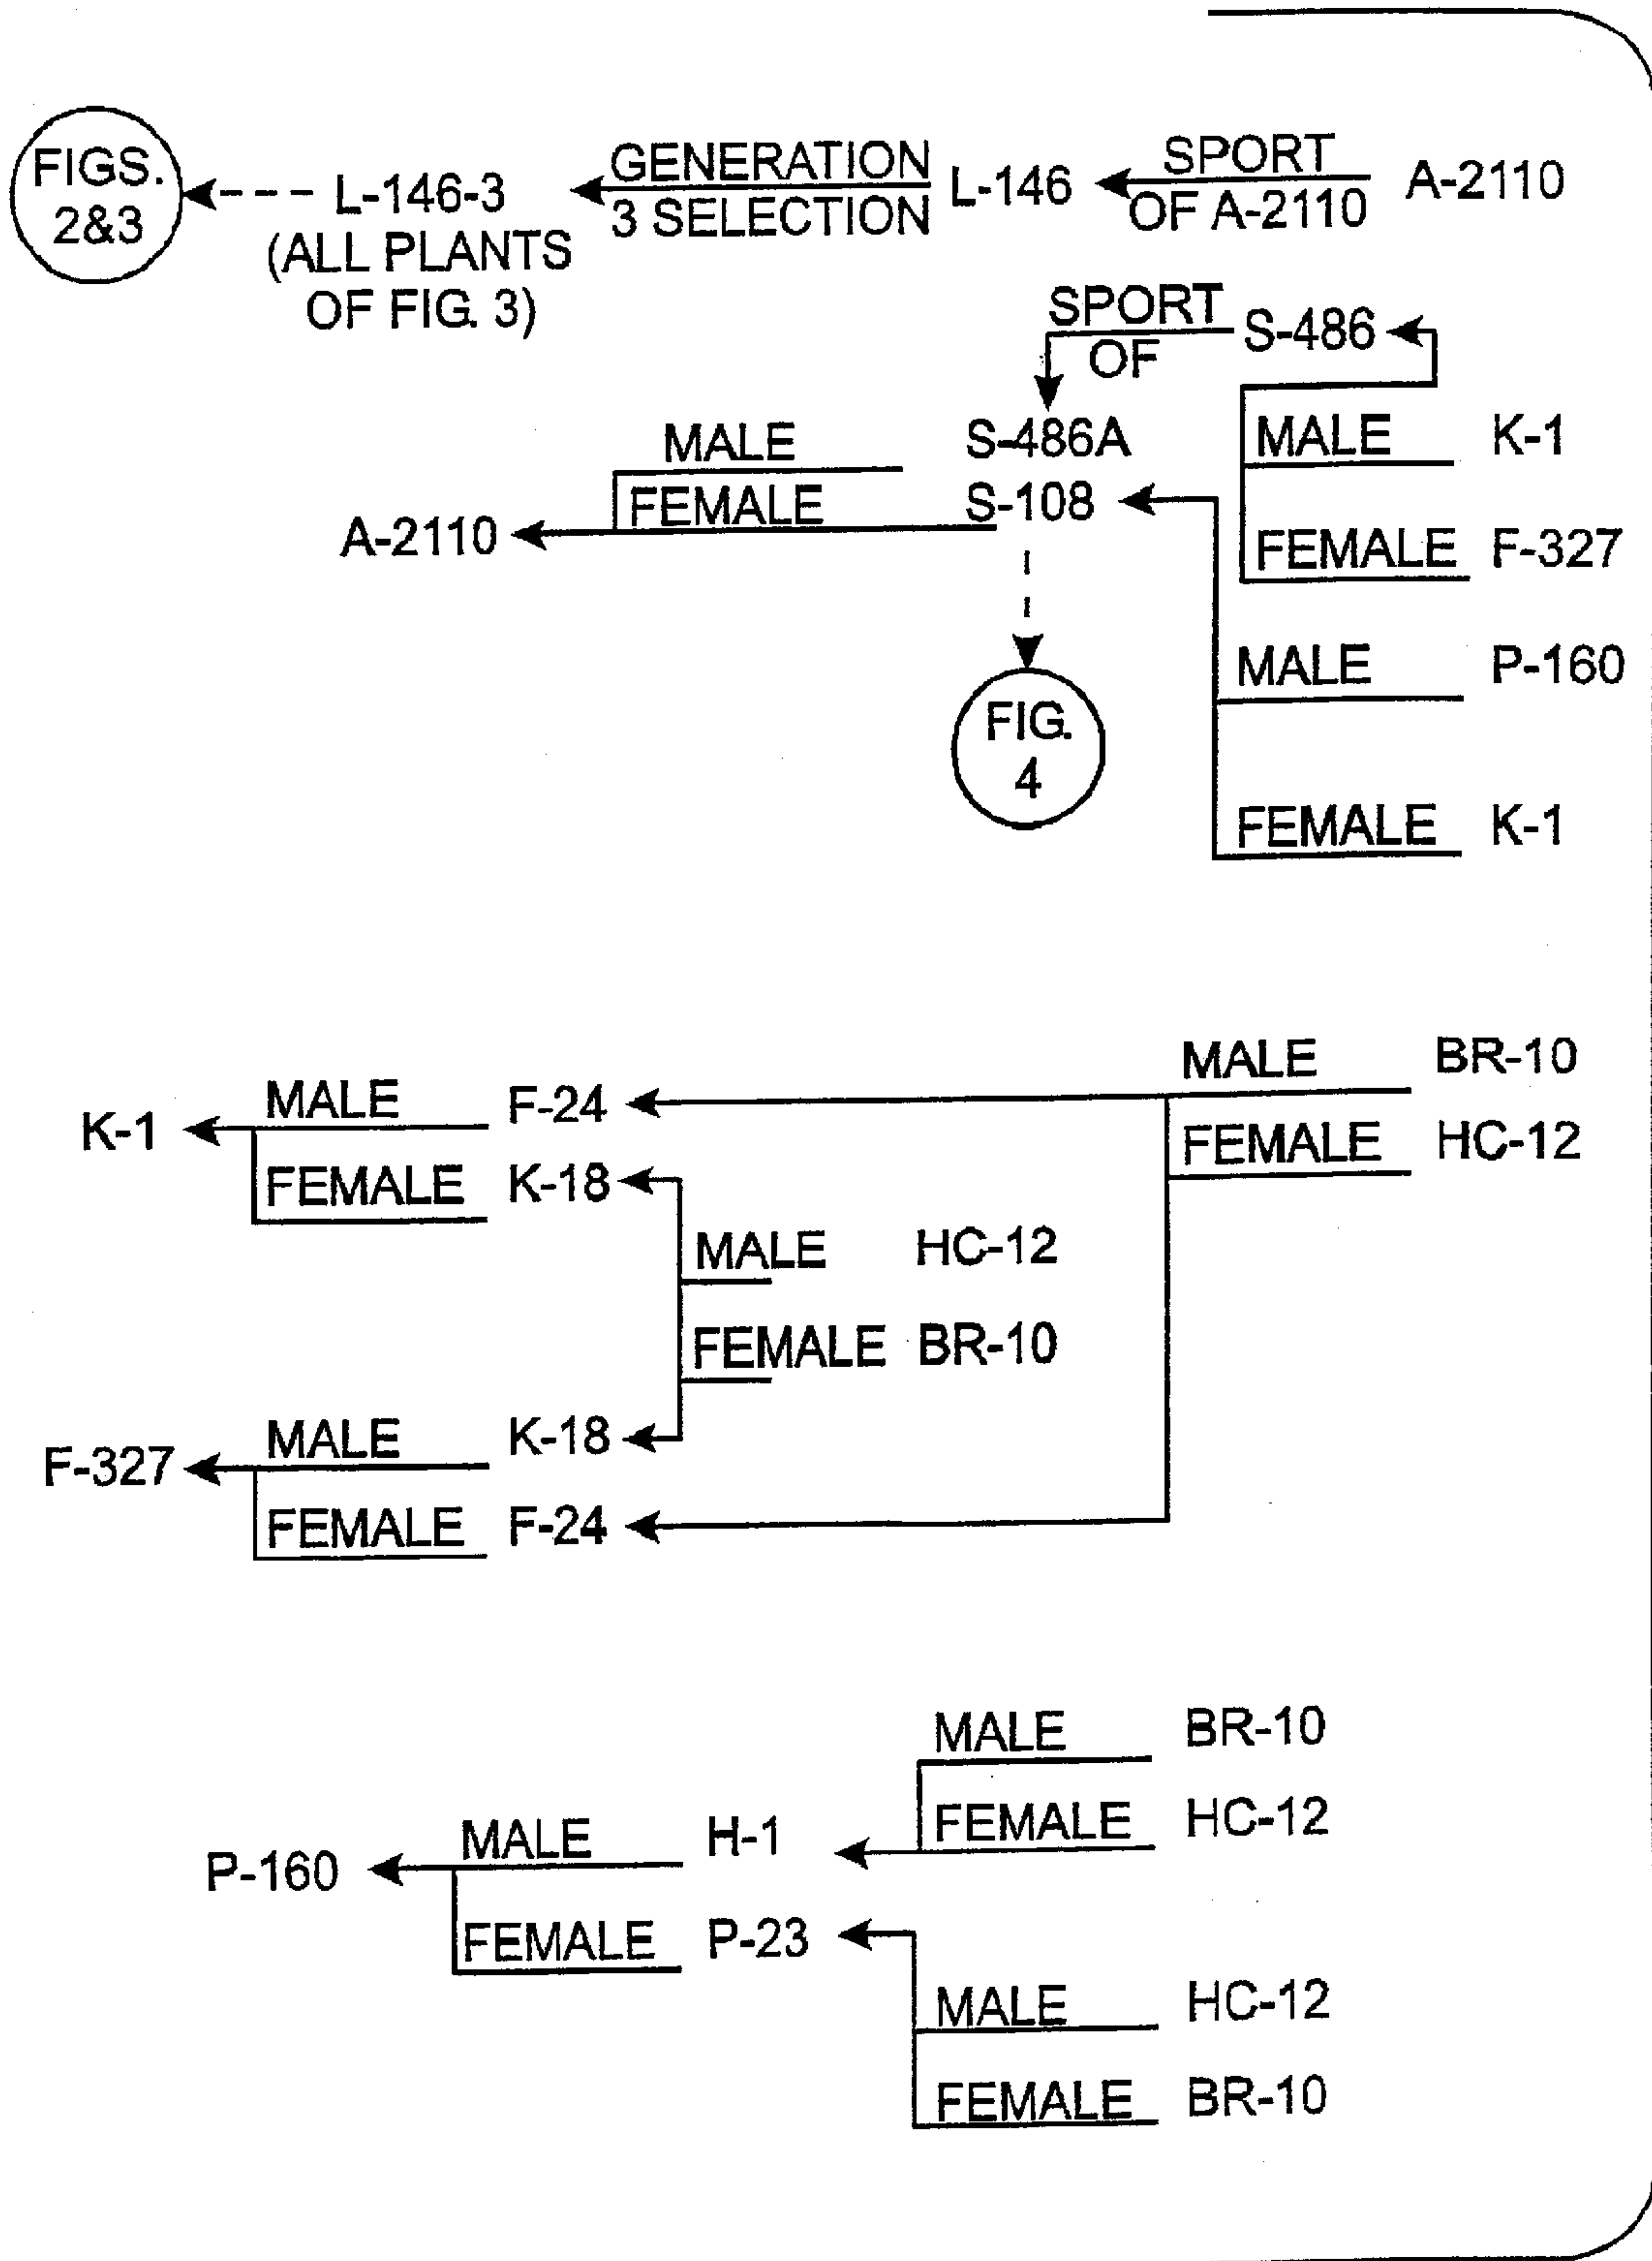 FIGS.
2&3
L-146-3
(ALL PLANTS
OF FIG. 3)
GENERATION
3 SELECTION
L-146
SPORT
OF A-2110
A-2110
SPORT
OF
S-486
MALE K-1
FEMALE F-327
MALE S-486A
FEMALE S-108
A-2110
MALE P-160
FIG.
4
FEMALE K-1
MALE BR-10
FEMALE HC-12
K-1
MALE F-24
FEMALE K-18
MALE HC-12
FEMALE BR-10
F-327
MALE K-18
FEMALE F-24
MALE BR-10
FEMALE HC-12
P-160
MALE H-1
FEMALE P-23
MALE HC-12
FEMALE BR-10